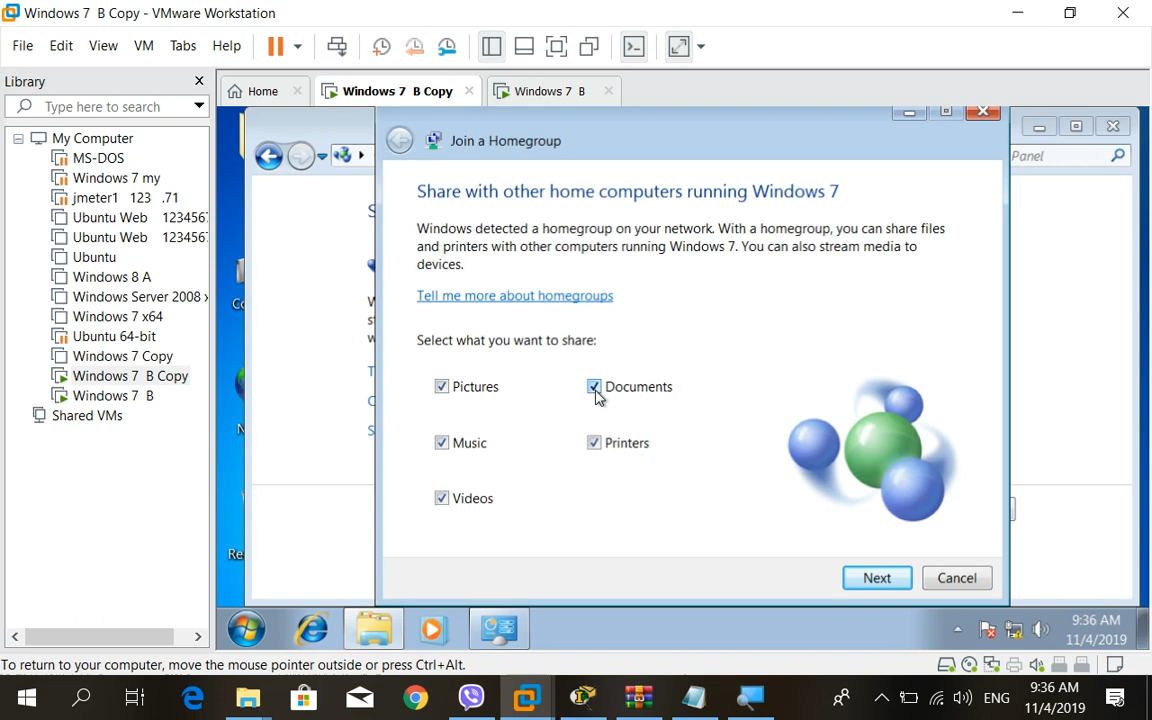 Windows 7  B Copy - VMware Workstation
File Edit View VM Tabs Help
Library
Type here to search
My Computer
MS-DOS
Windows 7 my
jmeter1  123  .71
Ubuntu Web  123456
Ubuntu Web  123456
Ubuntu
Windows 8 A
Windows Server 2008
Windows 7 x64
Ubuntu 64-bit
Windows 7 Copy
Windows 7  B Copy
Windows 7  B
Shared VMs
Home
Windows 7  B Copy
Windows 7  B
Panel
Join a Homegroup
Share with other home computers running Windows 7
Windows detected a homegroup on your network. With a homegroup, you can share files
and printers with other computers running Windows 7. You can also stream media to
devices.
Tell me more about homegroups
Select what you want to share:
Pictures
Documents
Music
Printers
Videos
Next
Cancel
Re
9:36 AM
11/4/2019
To return to your computer, move the mouse pointer outside or press Ctrl+Alt.
ENG
9:36 AM
11/4/2019